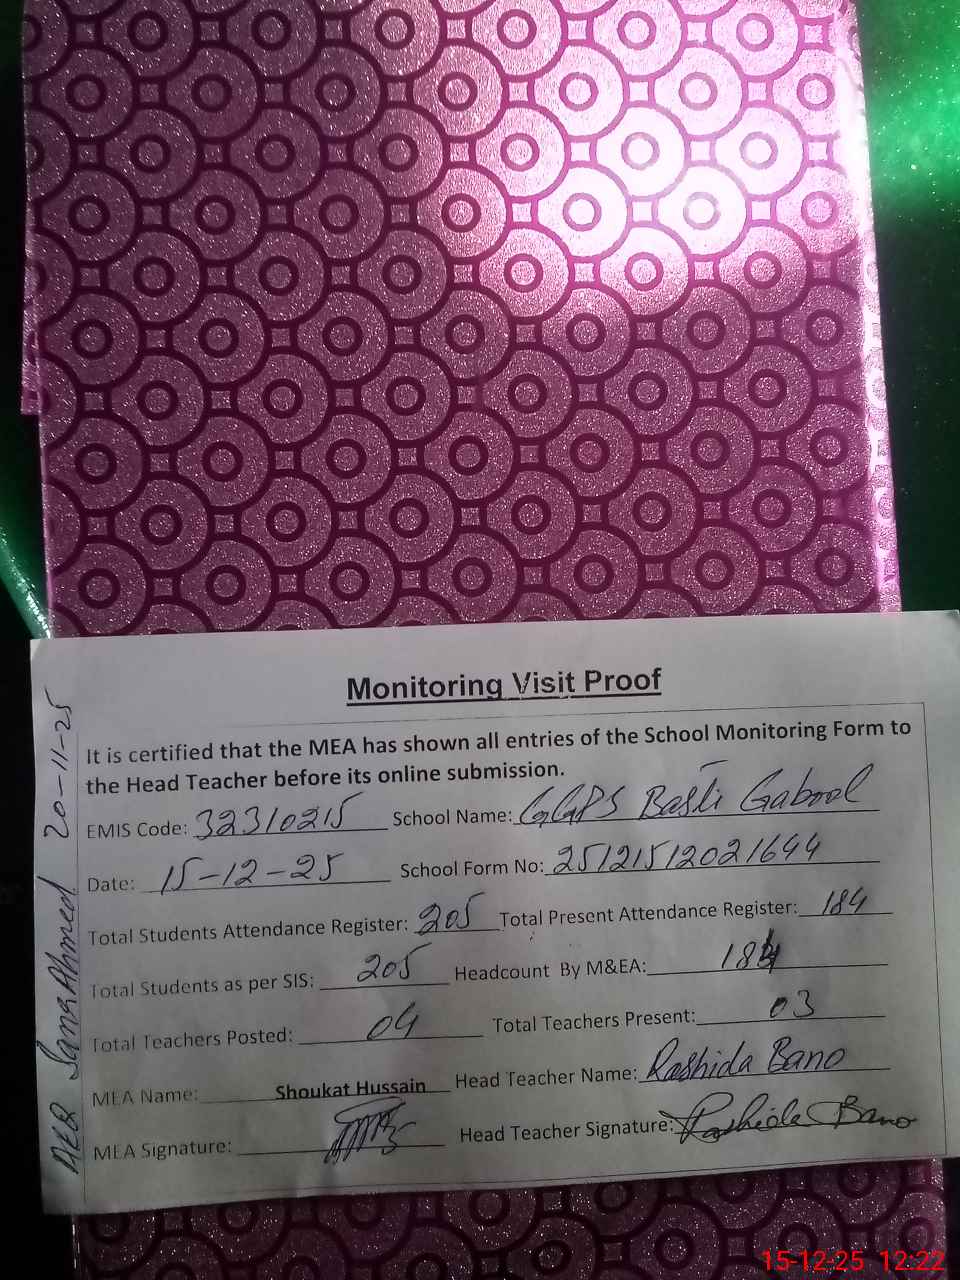 Monitoring Visit Proof
It is certified that the MEA has shown all entries of the School Monitoring Form to
the Head Teacher before its online submission.
EMIS Code: 32310215 School Name: GGPS Basti Gabool
Date: 15-12-25 School Form No: 25121512021644
Total Students Attendance Register: 205 Total Present Attendance Register: 184
Total Students as per SIS: 205 Headcount By M&EA: 184
Total Teachers Posted: 04 Total Teachers Present: 03
MEA Name: Shoukat Hussain Head Teacher Name: Rashida Bano
MEA Signature: Head Teacher Signature: Rashida Bano
Ahmed 20-11-25
15-12-25 12:22